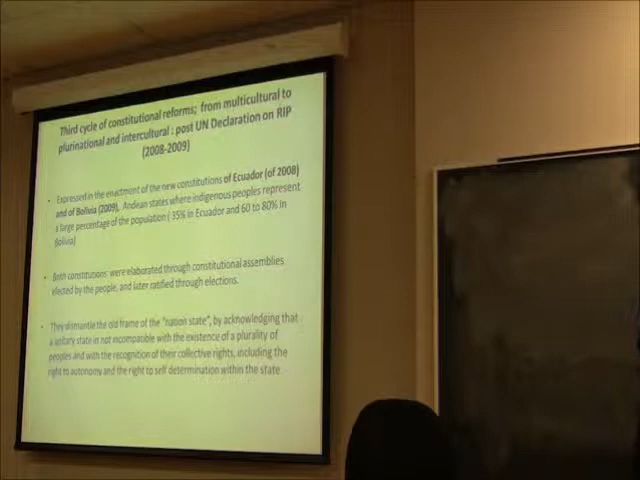 Third cycle of constitutional reforms; from multicultural to
plurinational and intercultural : post UN Declaration on RIP
(2008-2009)
• Expressed in the enactment of the new constitutions of Ecuador (of 2008)
and of Bolivia (2009), Andean states where indigenous peoples represent
a large percentage of the population ( 35% in Ecuador and 60 to 80% in
Bolivia)
• Both constitutions were elaborated through constitutional assemblies
elected by the people, and later ratified through elections.
• They dismantle the old frame of the "nation state", by acknowledging that
a unitary state in not incompatible with the existence of a plurality of
peoples and with the recognition of their collective rights, including the
right to autonomy and the right to self determination within the state